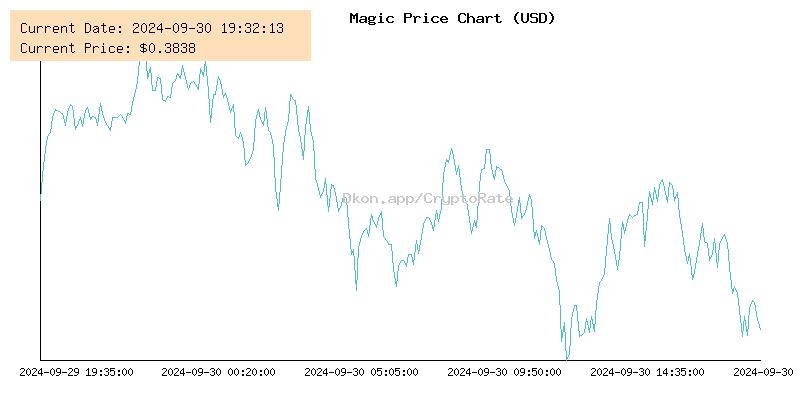 Magic Price Chart (USD)
Current Date: 2024-09-30 19:32:13
Current Price: $0.3838
Dkon.app/CryptoRate
2024-09-29 19:35:00 2024-09-30 00:20:00 2024-09-30 05:05:00 2024-09-30 09:50:00 2024-09-30 14:35:00 2024-09-30